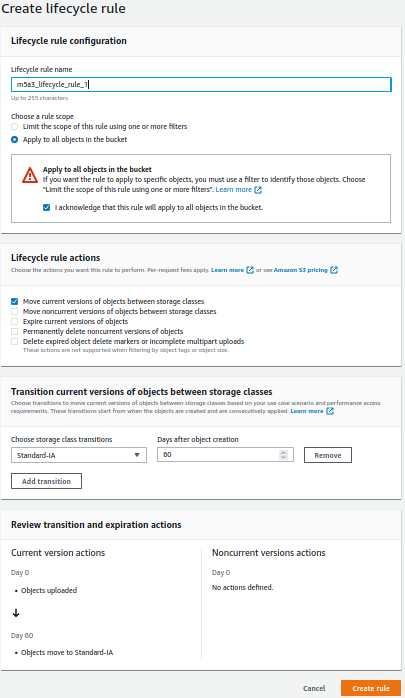 Create lifecycle rule
Lifecycle rule configuration
Lifecycle rule name
m5a3_lifecycle_rule_1
Up to 255 characters
Choose a rule scope
Limit the scope of this rule using one or more filters
Apply to all objects in the bucket
Apply to all objects in the bucket
If you want the rule to apply to specific objects, you must use a filter to identify those objects. Choose
"Limit the scope of this rule using one or more filters". Learn more
I acknowledge that this rule will apply to all objects in the bucket.
Lifecycle rule actions
Choose the actions you want this rule to perform. Per-request fees apply. Learn more or see Amazon S3 pricing
Move current versions of objects between storage classes
Move noncurrent versions of objects between storage classes
Expire current versions of objects
Permanently delete noncurrent versions of objects
Delete expired object delete markers or incomplete multipart uploads
These actions are not supported when filtering by object tags or object size.
Transition current versions of objects between storage classes
Choose transitions to move current versions of objects between storage classes based on your use case scenario and performance access
requirements. These transitions start from when the objects are created and are consecutively applied. Learn more
Choose storage class transitions
Days after object creation
Standard-IA
60
Remove
Add transition
Review transition and expiration actions
Current version actions
Noncurrent versions actions
Day 0
Day 0
Objects uploaded
No actions defined.
Day 60
Objects move to Standard-IA
Cancel
Create rule